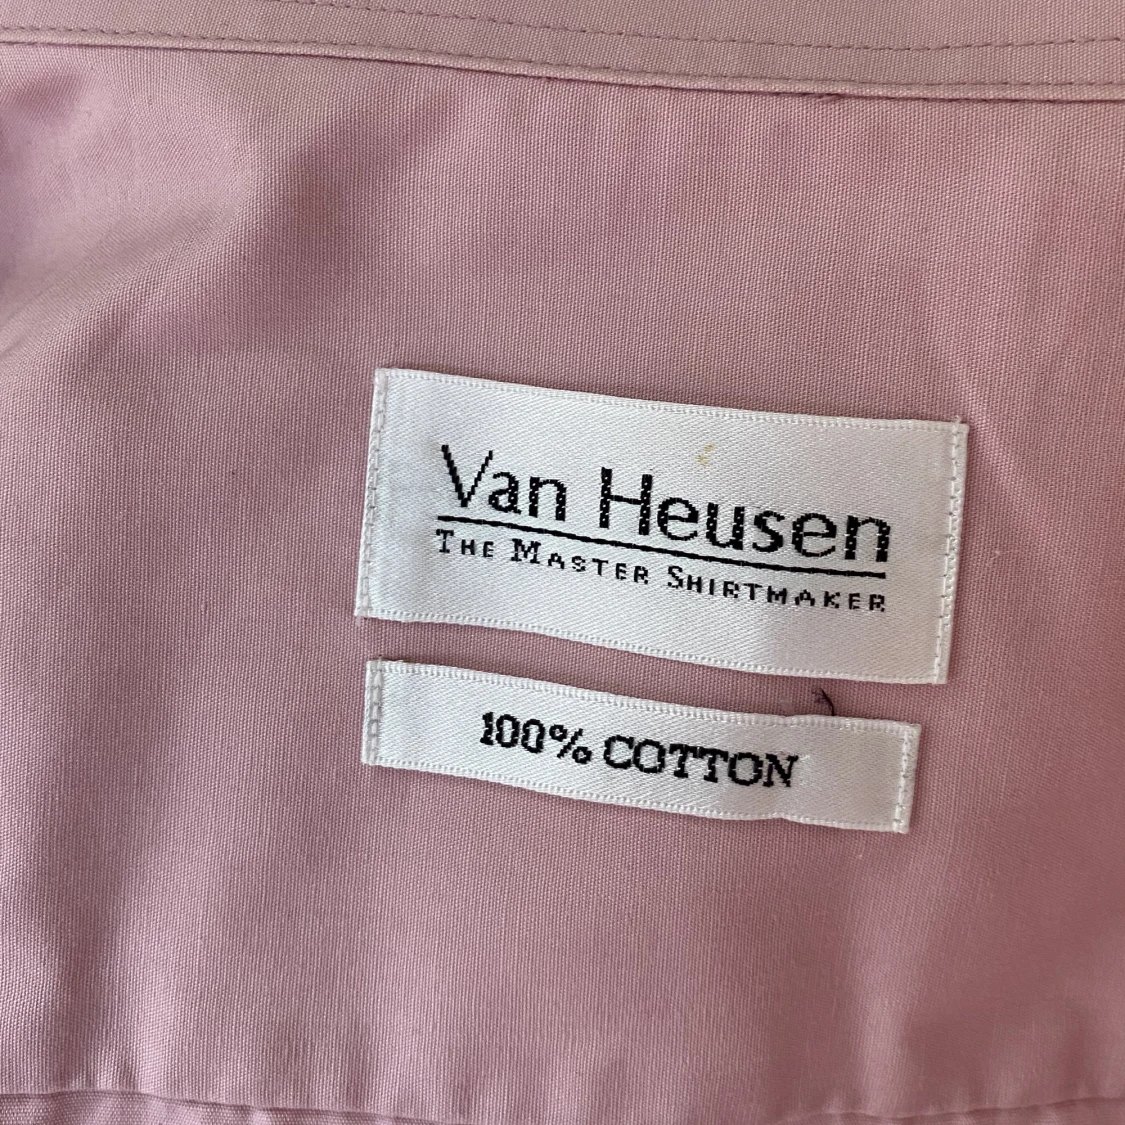 Van Heusen
THE MASTER SHIRTMAKER
100% COTTON